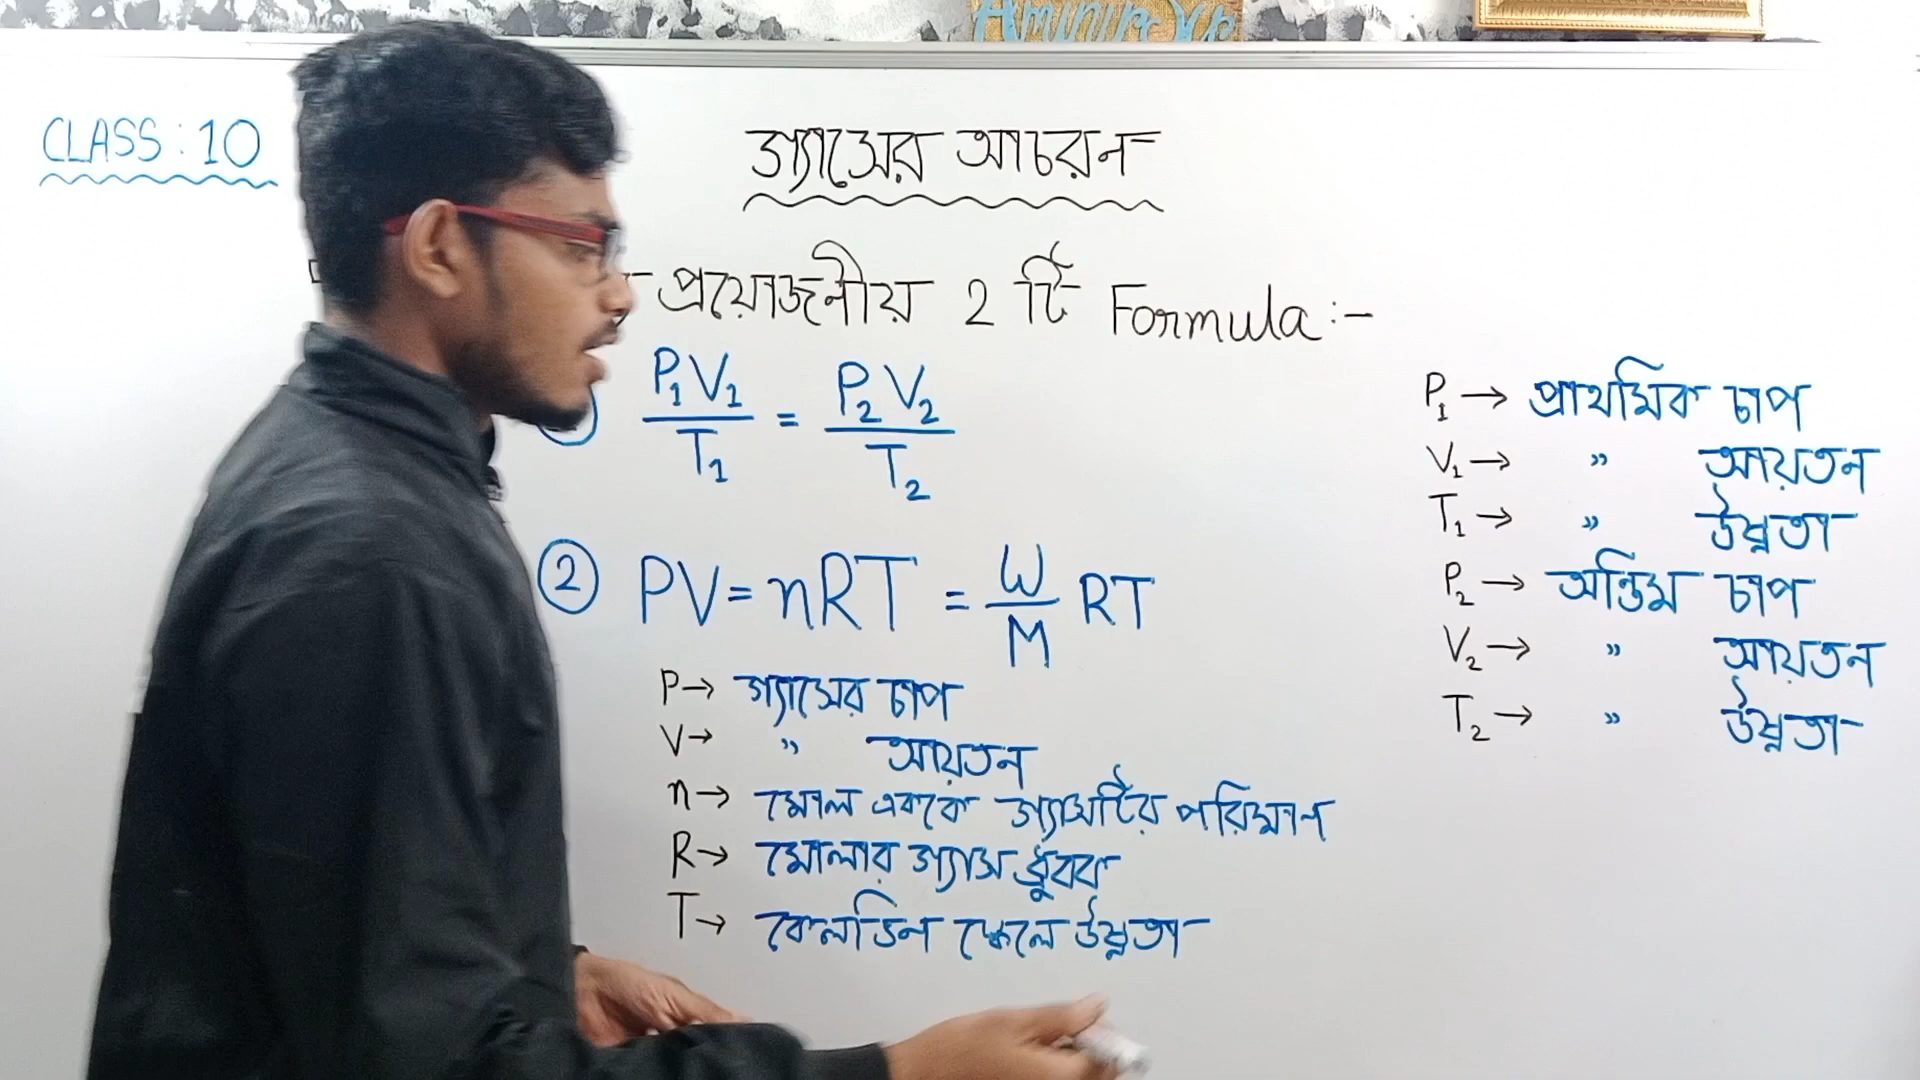 CLASS : 10
গ্যাসের আচরন
প্রয়োজনীয় 2 টি Formula :-
P₁V₁/T₁ = P₂V₂/T₂
② PV = nRT = W/M RT
P → গ্যাসের চাপ
V → " আয়তন
n → মোল এককে গ্যাসটির পরিমান
R → মোলার গ্যাস ধ্রুবক
T → কেলভিন স্কেলে উষ্ণতা
P₁ → প্রাথমিক চাপ
V₁ → " আয়তন
T₁ → " উষ্ণতা
P₂ → অন্তিম চাপ
V₂ → " আয়তন
T₂ → " উষ্ণতা